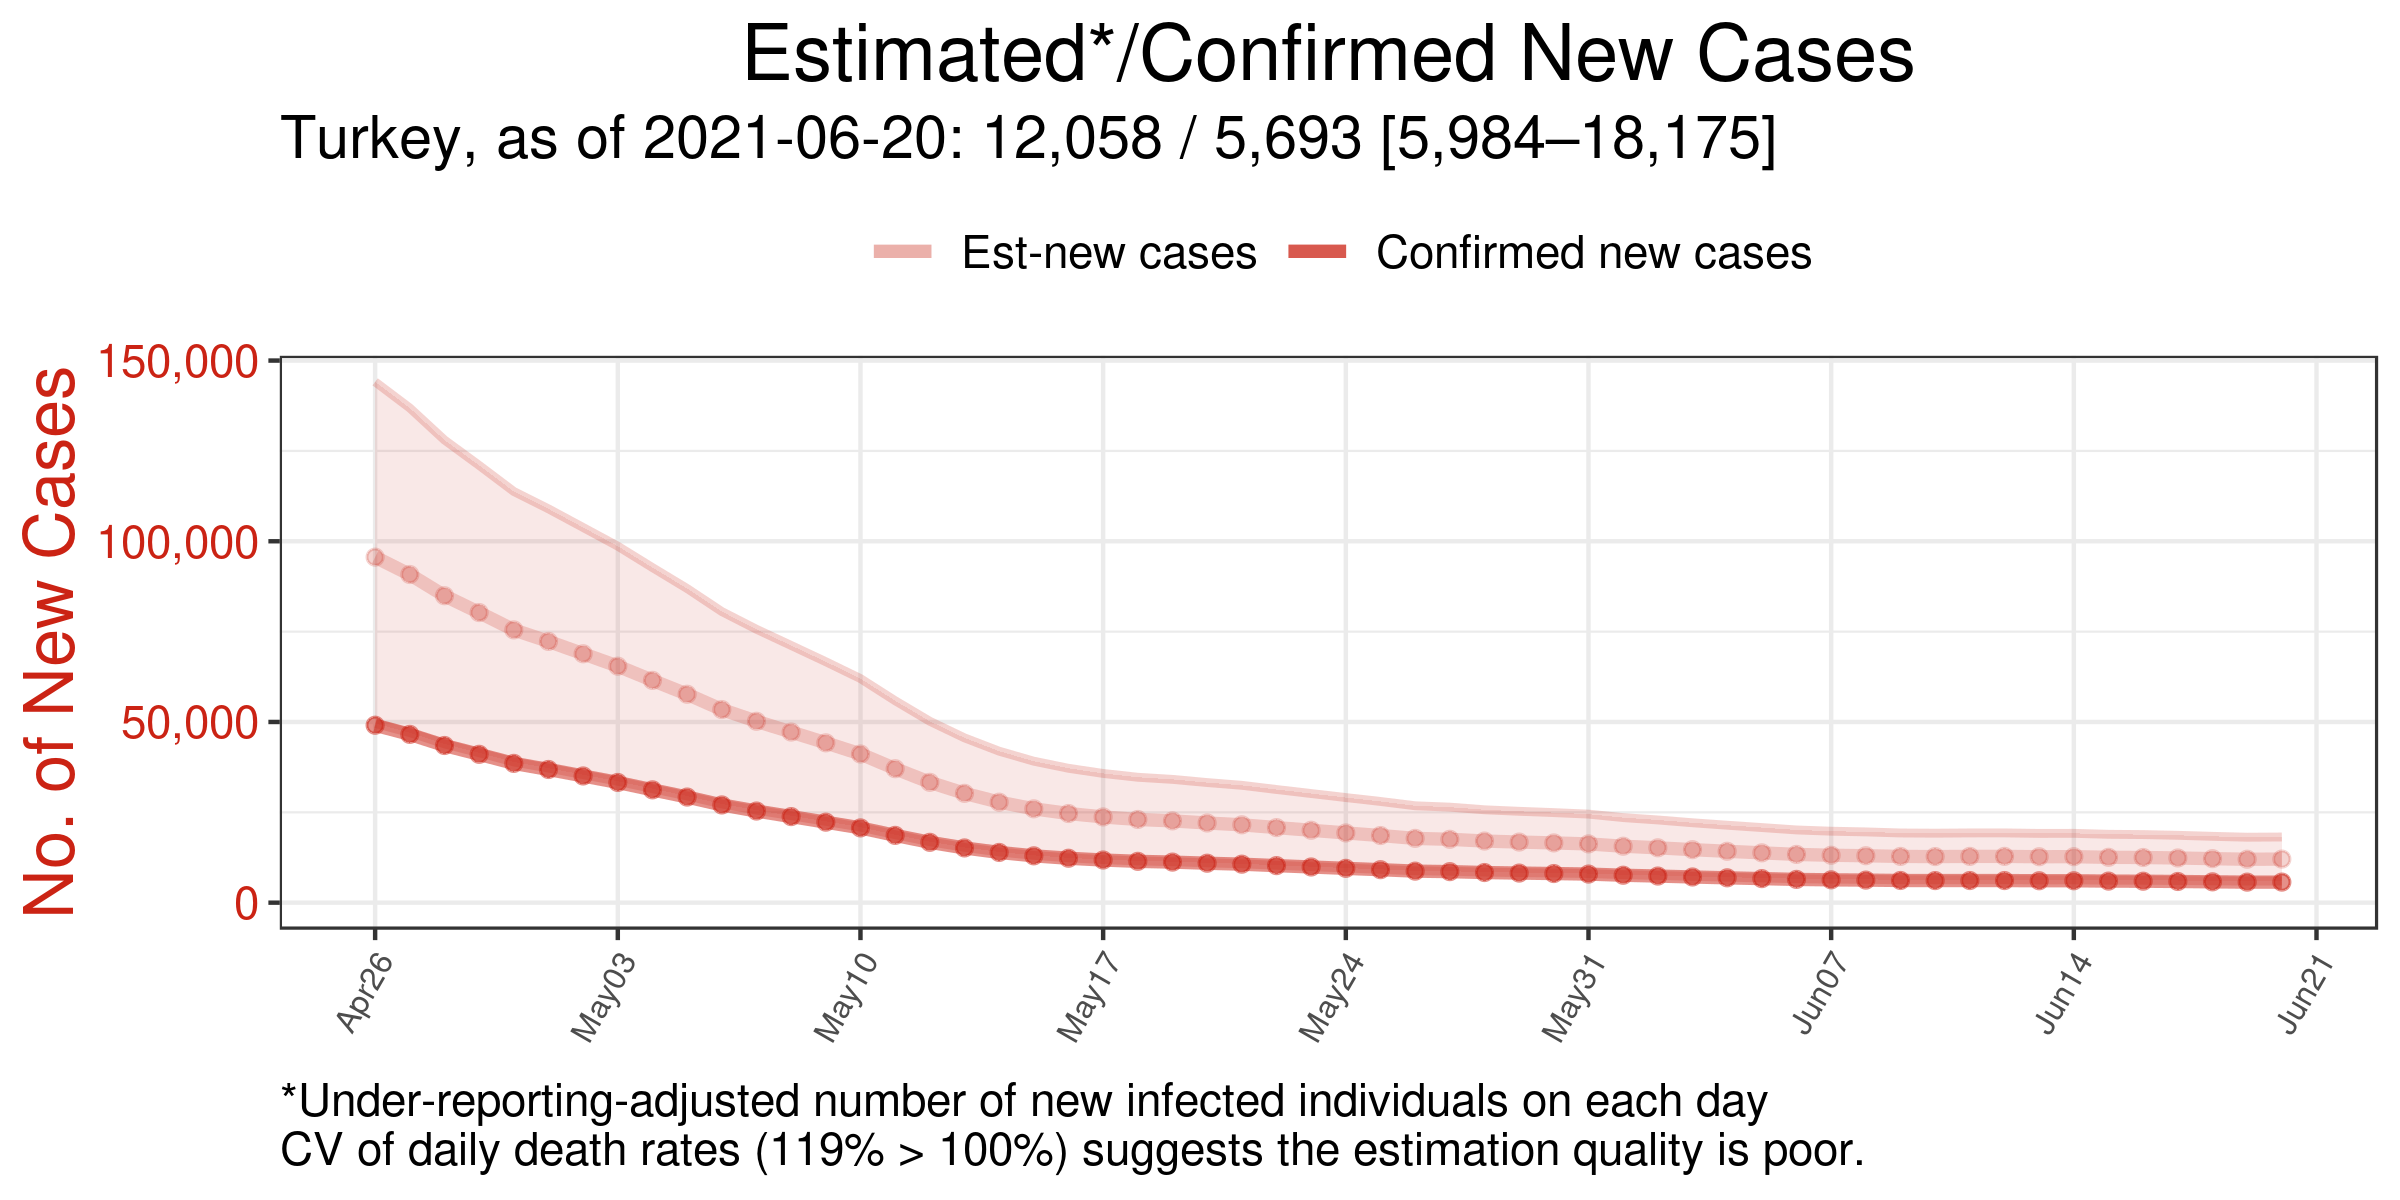 Estimated*/Confirmed New Cases
Turkey, as of 2021-06-20: 12,058 / 5,693 [5,984–18,175]
Est-new cases
Confirmed new cases
No. of New Cases
150,000
100,000
50,000
0
Apr26
May03
May10
May17
May24
May31
Jun07
Jun14
Jun21
*Under-reporting-adjusted number of new infected individuals on each day
CV of daily death rates (119% > 100%) suggests the estimation quality is poor.